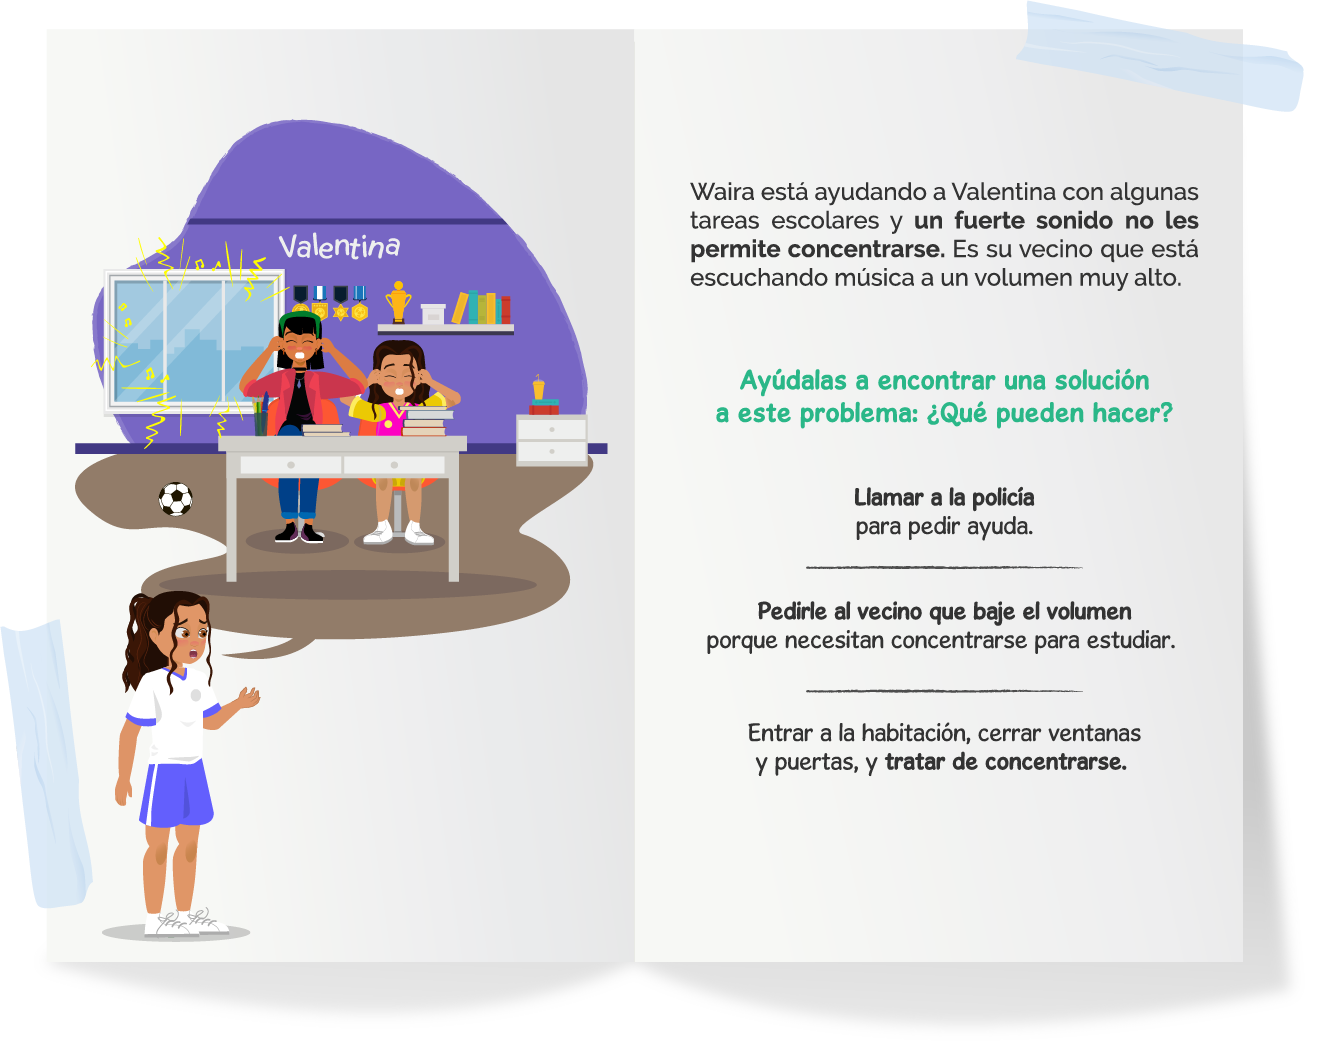 Valentina
Waira está ayudando a Valentina con algunas
tareas escolares y un fuerte sonido no les
permite concentrarse. Es su vecino que está
escuchando música a un volumen muy alto.
Ayúdalas a encontrar una solución
a este problema: ¿Qué pueden hacer?
Llamar a la policía
para pedir ayuda.
Pedirle al vecino que baje el volumen
porque necesitan concentrarse para estudiar.
Entrar a la habitación, cerrar ventanas
y puertas, y tratar de concentrarse.